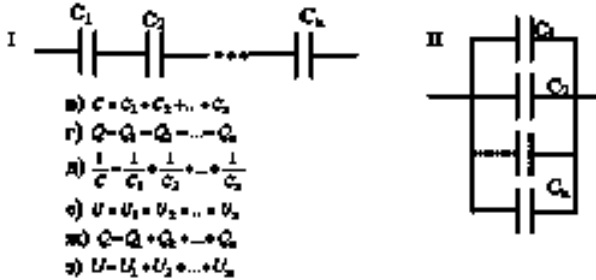 I C₁ C₂ ... Cₙ II C₁
C₂
Cₙ
в) C = C₁ + C₂ + ... + Cₙ
г) Q = Q₁ = Q₂ = ... = Qₙ
д) 1/C = 1/C₁ + 1/C₂ + ... + 1/Cₙ
е) U = U₁ = U₂ = ... = Uₙ
ж) Q = Q₁ + Q₂ + ... + Qₙ
з) U = U₁ + U₂ + ... + Uₙ